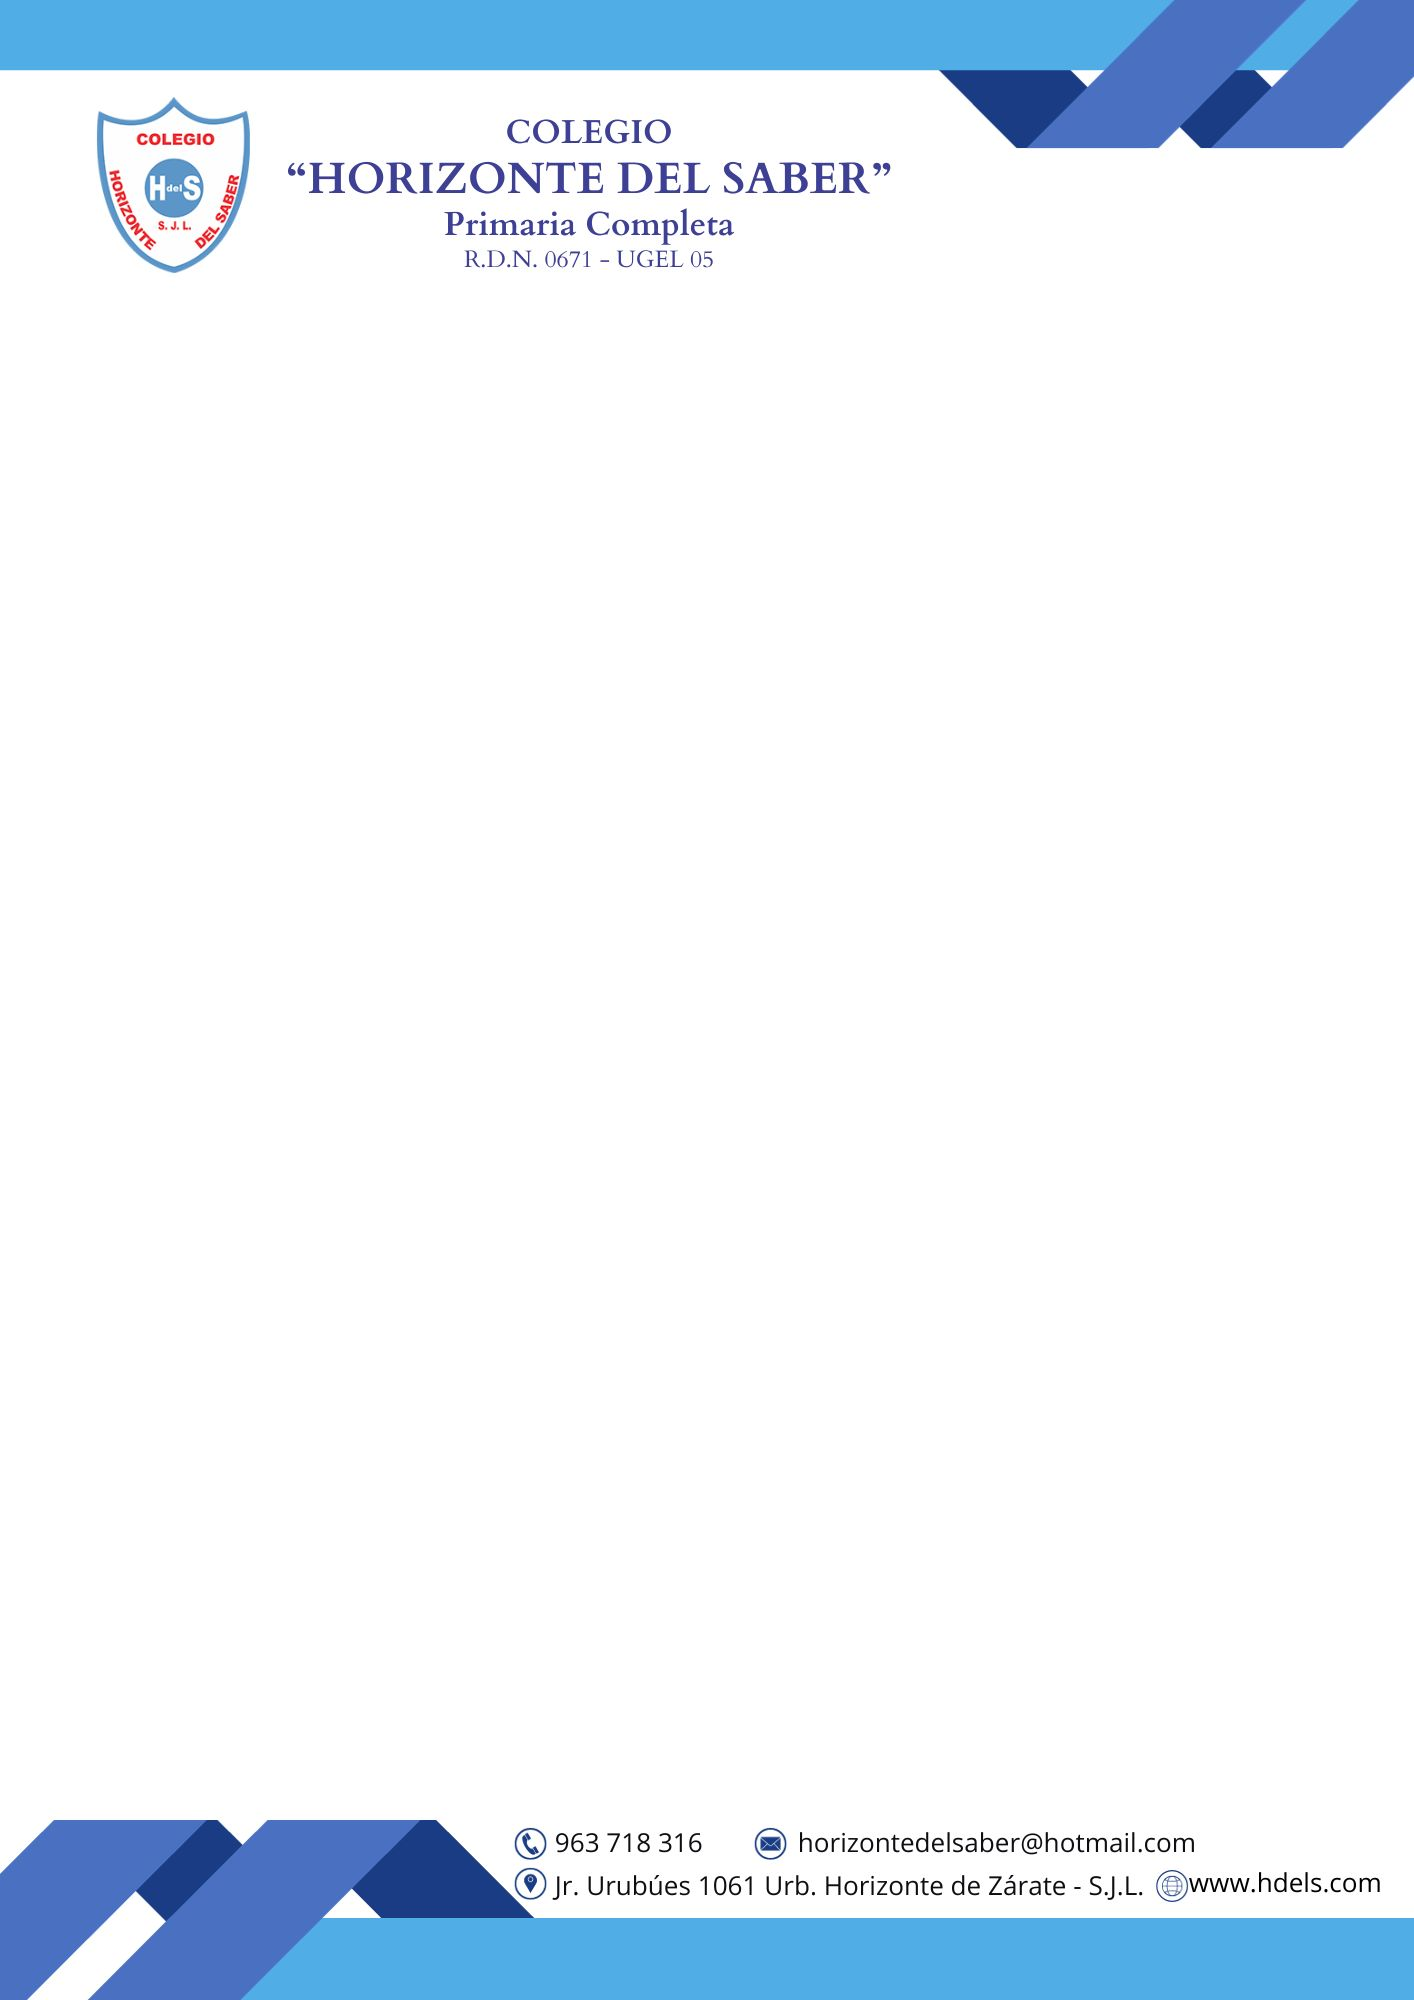 COLEGIO
HORIZONTE
HdelS
S. J. L.
DEL SABER
COLEGIO
“HORIZONTE DEL SABER”
Primaria Completa
R.D.N. 0671 - UGEL 05
963 718 316 horizontedelsaber@hotmail.com
Jr. Urubúes 1061 Urb. Horizonte de Zárate - S.J.L. www.hdels.com